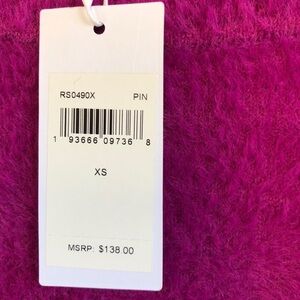 RS0490X PIN
1 93666 09736 8
XS
MSRP: $138.00